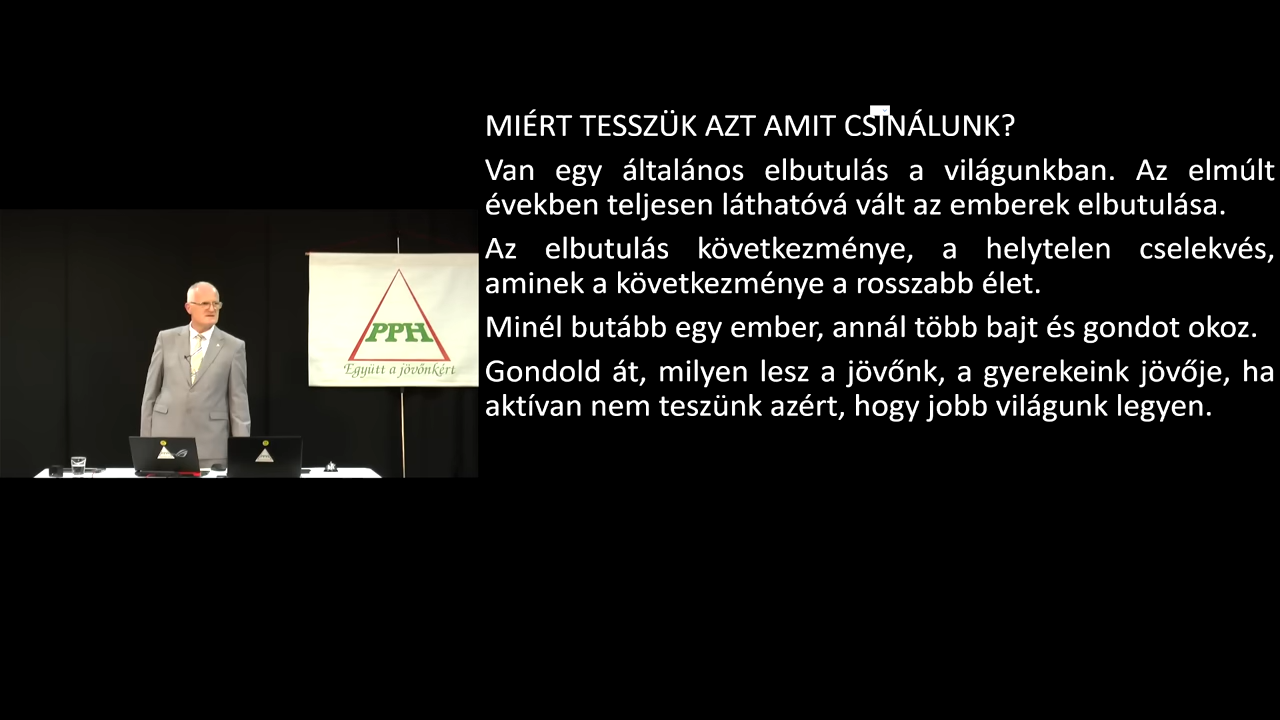 MIÉRT TESSZÜK AZT AMIT CSINÁLUNK?
Van egy általános elbutulás a világunkban. Az elmúlt
években teljesen láthatóvá vált az emberek elbutulása.
Az elbutulás következménye, a helytelen cselekvés,
aminek a következménye a rosszabb élet.
Minél butább egy ember, annál több bajt és gondot okoz.
Gondold át, milyen lesz a jövőnk, a gyerekeink jövője, ha
aktívan nem teszünk azért, hogy jobb világunk legyen.
PPH
Együtt a jövőnkért